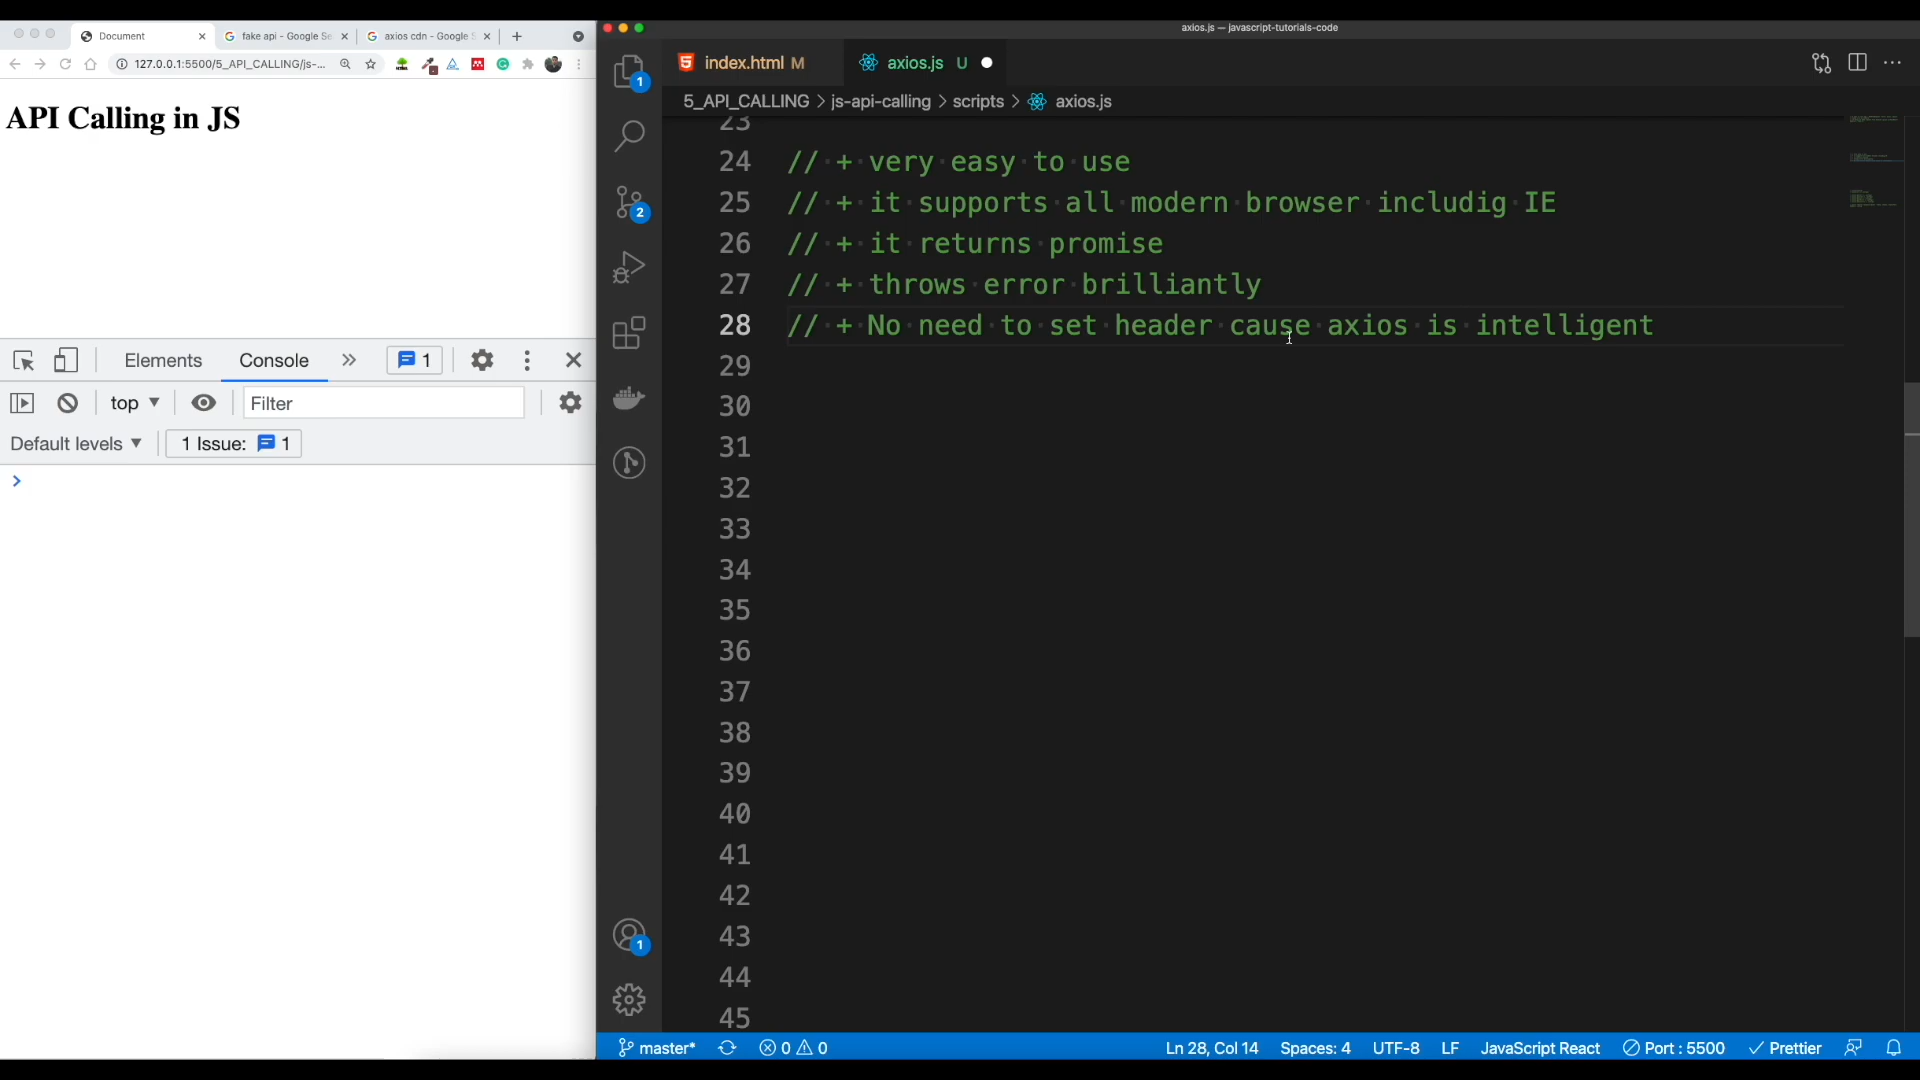 axios.js — javascript-tutorials-code
Document
fake api - Google Se
axios cdn - Google S
127.0.0.1:5500/5_API_CALLING/js-...
API Calling in JS
Elements
Console
1
top
Filter
Default levels
1 Issue:
1
index.html M
axios.js U
5_API_CALLING > js-api-calling > scripts > axios.js
23
24 // + very easy to use
25 // + it supports all modern browser includig IE
26 // + it returns promise
27 // + throws error brilliantly
28 // + No need to set header cause axios is intelligent
29
30
31
32
33
34
35
36
37
38
39
40
41
42
43
44
45
1
2
1
master* 0 0 Ln 28, Col 14 Spaces: 4 UTF-8 LF JavaScript React Port : 5500 Prettier